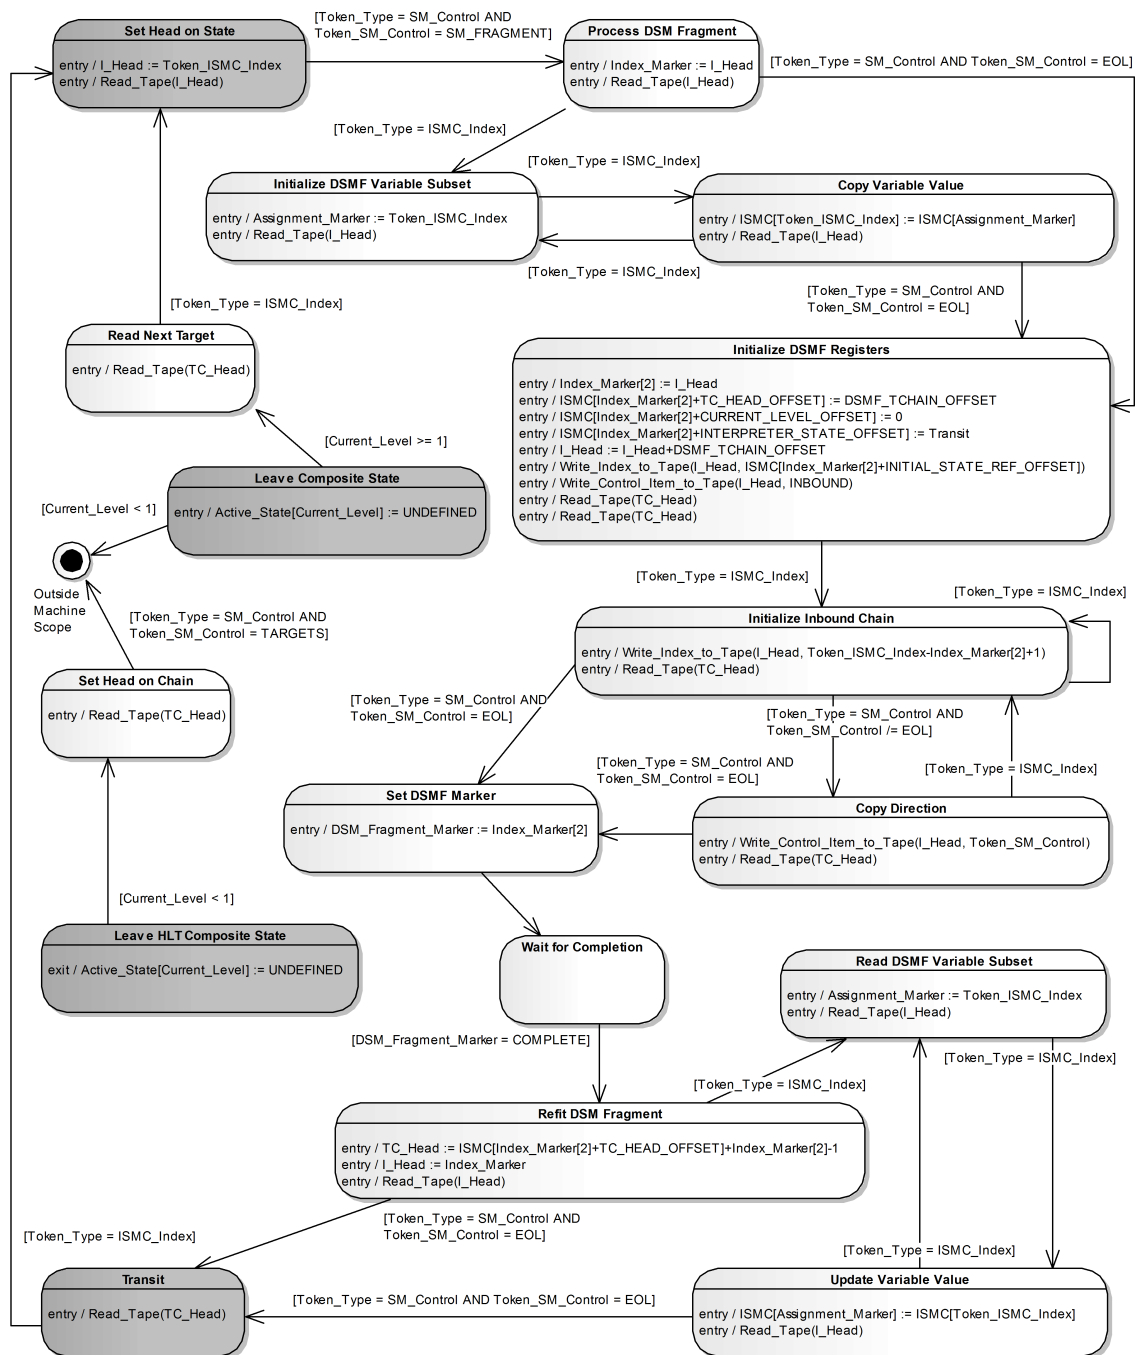 [Token_Type = SM_Control AND
Token_SM_Control = SM_FRAGMENT]
Set Head on State
entry / I_Head := Token_ISMC_Index
entry / Read_Tape(I_Head)
Process DSM Fragment
entry / Index_Marker := I_Head
entry / Read_Tape(I_Head)
[Token_Type = SM_Control AND Token_SM_Control = EOL]
[Token_Type = ISMC_Index]
[Token_Type = ISMC_Index]
Initialize DSMF Variable Subset
entry / Assignment_Marker := Token_ISMC_Index
entry / Read_Tape(I_Head)
Copy Variable Value
entry / ISMC[Token_ISMC_Index] := ISMC[Assignment_Marker]
entry / Read_Tape(I_Head)
[Token_Type = ISMC_Index]
[Token_Type = SM_Control AND
Token_SM_Control = EOL]
[Token_Type = ISMC_Index]
Read Next Target
entry / Read_Tape(TC_Head)
Initialize DSMF Registers
entry / Index_Marker[2] := I_Head
entry / ISMC[Index_Marker[2]+TC_HEAD_OFFSET] := DSMF_TCHAIN_OFFSET
entry / ISMC[Index_Marker[2]+CURRENT_LEVEL_OFFSET] := 0
entry / ISMC[Index_Marker[2]+INTERPRETER_STATE_OFFSET] := Transit
entry / I_Head := I_Head+DSMF_TCHAIN_OFFSET
entry / Write_Index_to_Tape(I_Head, ISMC[Index_Marker[2]+INITIAL_STATE_REF_OFFSET])
entry / Write_Control_Item_to_Tape(I_Head, INBOUND)
entry / Read_Tape(TC_Head)
entry / Read_Tape(TC_Head)
[Current_Level >= 1]
Leave Composite State
entry / Active_State[Current_Level] := UNDEFINED
[Current_Level < 1]
Outside
Machine
Scope
[Token_Type = SM_Control AND
Token_SM_Control = TARGETS]
[Token_Type = ISMC_Index]
[Token_Type = ISMC_Index]
Initialize Inbound Chain
entry / Write_Index_to_Tape(I_Head, Token_ISMC_Index-Index_Marker[2]+1)
entry / Read_Tape(TC_Head)
Set Head on Chain
entry / Read_Tape(TC_Head)
[Token_Type = SM_Control AND
Token_SM_Control = EOL]
[Token_Type = SM_Control AND
Token_SM_Control /= EOL]
[Token_Type = SM_Control AND
Token_SM_Control = EOL]
[Token_Type = ISMC_Index]
Set DSMF Marker
entry / DSM_Fragment_Marker := Index_Marker[2]
Copy Direction
entry / Write_Control_Item_to_Tape(I_Head, Token_SM_Control)
entry / Read_Tape(TC_Head)
[Current_Level < 1]
Leave HLT Composite State
exit / Active_State[Current_Level] := UNDEFINED
Wait for Completion
Read DSMF Variable Subset
entry / Assignment_Marker := Token_ISMC_Index
entry / Read_Tape(I_Head)
[DSM_Fragment_Marker = COMPLETE]
[Token_Type = ISMC_Index]
[Token_Type = ISMC_Index]
Refit DSM Fragment
entry / TC_Head := ISMC[Index_Marker[2]+TC_HEAD_OFFSET]+Index_Marker[2]-1
entry / I_Head := Index_Marker
entry / Read_Tape(I_Head)
[Token_Type = SM_Control AND
Token_SM_Control = EOL]
[Token_Type = ISMC_Index]
[Token_Type = ISMC_Index]
Transit
entry / Read_Tape(TC_Head)
[Token_Type = SM_Control AND Token_SM_Control = EOL]
Update Variable Value
entry / ISMC[Assignment_Marker] := ISMC[Token_ISMC_Index]
entry / Read_Tape(I_Head)